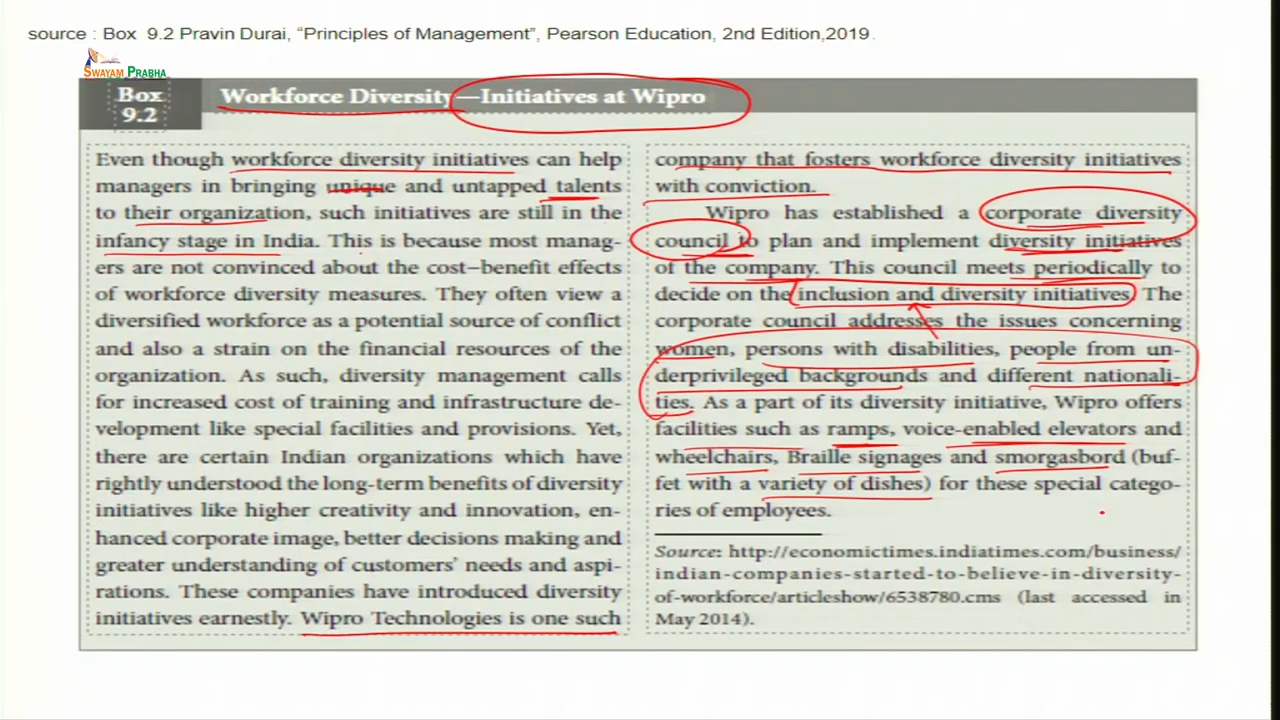 source : Box 9.2 Pravin Durai, “Principles of Management”, Pearson Education, 2nd Edition,2019.
SWAYAM PRABHA
Box
9.2
Workforce Diversity—Initiatives at Wipro
Even though workforce diversity initiatives can help
managers in bringing unique and untapped talents
to their organization, such initiatives are still in the
infancy stage in India. This is because most manag-
ers are not convinced about the cost–benefit effects
of workforce diversity measures. They often view a
diversified workforce as a potential source of conflict
and also a strain on the financial resources of the
organization. As such, diversity management calls
for increased cost of training and infrastructure de-
velopment like special facilities and provisions. Yet,
there are certain Indian organizations which have
rightly understood the long-term benefits of diversity
initiatives like higher creativity and innovation, en-
hanced corporate image, better decisions making and
greater understanding of customers’ needs and aspi-
rations. These companies have introduced diversity
initiatives earnestly. Wipro Technologies is one such
company that fosters workforce diversity initiatives
with conviction.
Wipro has established a corporate diversity
council to plan and implement diversity initiatives
of the company. This council meets periodically to
decide on the inclusion and diversity initiatives. The
corporate council addresses the issues concerning
women, persons with disabilities, people from un-
derprivileged backgrounds and different nationali-
ties. As a part of its diversity initiative, Wipro offers
facilities such as ramps, voice-enabled elevators and
wheelchairs, Braille signages and smorgasbord (buf-
fet with a variety of dishes) for these special catego-
ries of employees.
Source: http://economictimes.indiatimes.com/business/
indian-companies-started-to-believe-in-diversity-
of-workforce/articleshow/6538780.cms (last accessed in
May 2014).